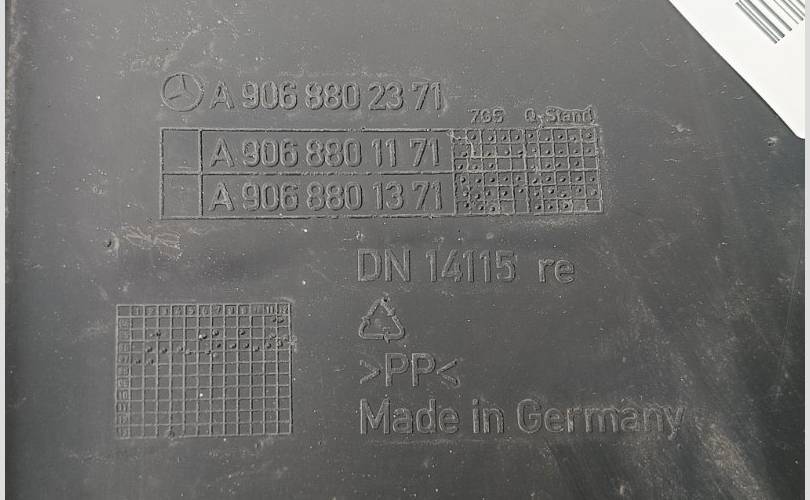 A 906 880 23 71
ZGS Q-Stand
A 906 880 11 71
A 906 880 13 71
DN 14115 re
>PP<
Made in Germany